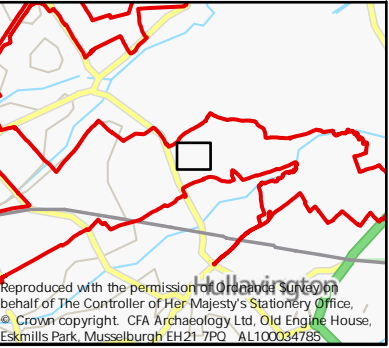 Hullavington
Reproduced with the permission of Ordnance Survey on
behalf of The Controller of Her Majesty's Stationery Office,
© Crown copyright. CFA Archaeology Ltd, Old Engine House,
Eskmills Park, Musselburgh EH21 7PQ AL100034785